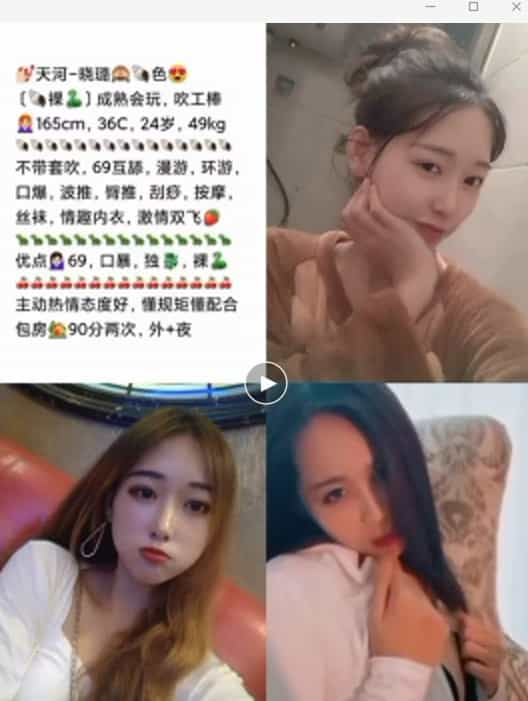 💅🏻天河-晓璐🙈🐚色😍
〔🐚裸🐍〕成熟会玩, 吹工棒
👩‍🦰165cm, 36C, 24岁, 49kg
🐚🐚🐚🐚🐚🐚🐚🐚🐚🐚🐚🐚🐚
不带套吹, 69互舔, 漫游, 环游,
口爆, 波推, 臀推, 刮痧, 按摩,
丝袜, 情趣内衣, 激情双飞🍓
🐛🐛🐛🐛🐛🐛🐛🐛🐛🐛🐛🐛🐛
优点🙍🏻‍♀️69, 口暴, 独🐉, 裸🐍
🍒🍒🍒🍒🍒🍒🍒🍒🍒🍒🍒🍒🍒
主动热情态度好, 懂规矩懂配合
包房🏡90分两次, 外+夜